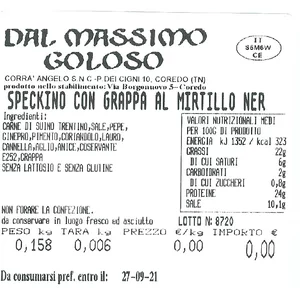 DAL MASSIMO
GOLOSO
IT
S6M6W
CE
CORRA' ANGELO S.N.C -P.DEI CIGNI 10, COREDO (TN)
prodotto nello stabilimento: Via Borgonuovo 5-Coredo
SPECKINO CON GRAPPA AL MIRTILLO NER
Ingredienti:
CARNE DI SUINO TRENTINO,SALE,PEPE,
GINEPRO,PIMENTO,CORIANDOLO,LAURO,
CANNELLA,AGLIO,ANICE,CONSERVANTE
E252,GRAPPA
SENZA LATTOSIO E SENZA GLUTINE
VALORI NUTRIZIONALI MEDI
PER 100G DI PRODOTTO
ENERGIA kJ 1352 / kcal 323
GRASSI 22g
DI CUI SATURI 6g
CARBOIDRATI 2g
DI CUI ZUCCHERI 0,8g
PROTEINE 24g
SALE 10,1g
NON FORARE LA CONFEZIONE.
da conservare in luogo fresco ed asciutto
LOTTO N: 8720
PESO kg TARA kg PREZZO €/kg IMPORTO €
0,158 0,006 0,00 0,00
Da consumarsi pref. entro il: 27-09-21